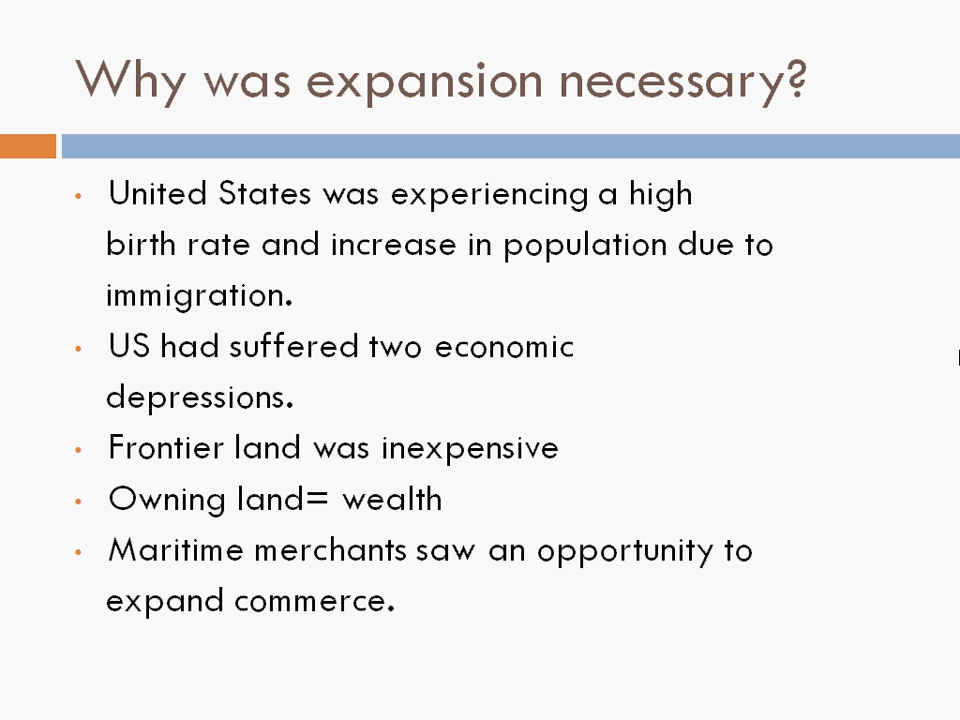 Why was expansion necessary?
• United States was experiencing a high
birth rate and increase in population due to
immigration.
• US had suffered two economic
depressions.
• Frontier land was inexpensive
• Owning land= wealth
• Maritime merchants saw an opportunity to
expand commerce.